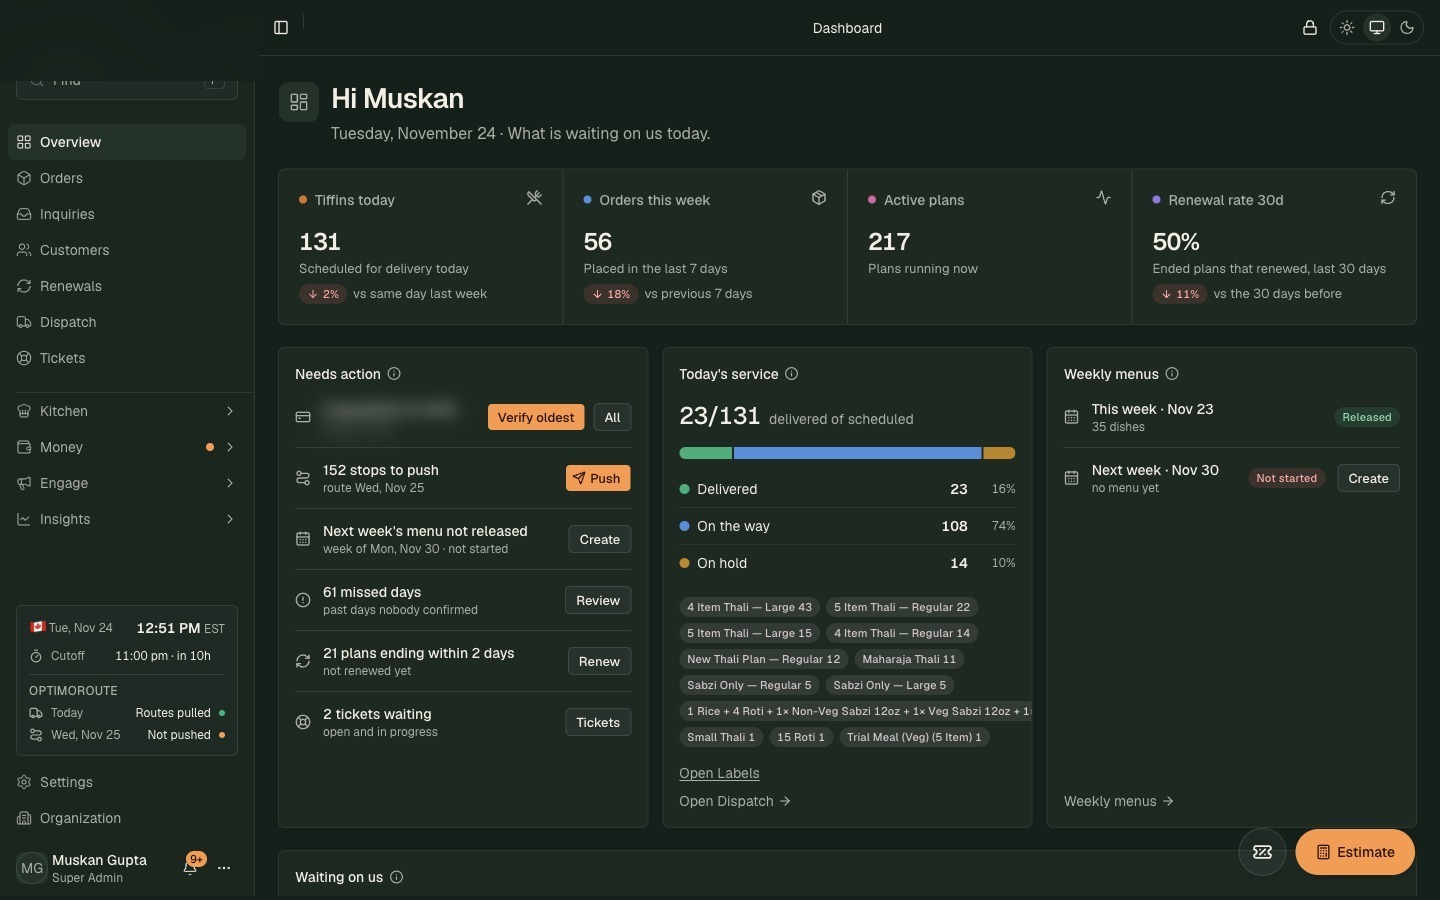 Dashboard
Find
Overview
Orders
Inquiries
Customers
Renewals
Dispatch
Tickets
Kitchen
Money
Engage
Insights
Tue, Nov 24 12:51 PM EST
Cutoff 11:00 pm · in 10h
OPTIMOROUTE
Today Routes pulled
Wed, Nov 25 Not pushed
Settings
Organization
MG Muskan Gupta
Super Admin
9+
Hi Muskan
Tuesday, November 24 · What is waiting on us today.
Tiffins today
131
Scheduled for delivery today
↓ 2% vs same day last week
Orders this week
56
Placed in the last 7 days
↓ 18% vs previous 7 days
Active plans
217
Plans running now
Renewal rate 30d
50%
Ended plans that renewed, last 30 days
↓ 11% vs the 30 days before
Needs action
Verify oldest All
152 stops to push
route Wed, Nov 25
Push
Next week's menu not released
week of Mon, Nov 30 · not started
Create
61 missed days
past days nobody confirmed
Review
21 plans ending within 2 days
not renewed yet
Renew
2 tickets waiting
open and in progress
Tickets
Today's service
23/131 delivered of scheduled
Delivered 23 16%
On the way 108 74%
On hold 14 10%
4 Item Thali — Large 43 5 Item Thali — Regular 22
5 Item Thali — Large 15 4 Item Thali — Regular 14
New Thali Plan — Regular 12 Maharaja Thali 11
Sabzi Only — Regular 5 Sabzi Only — Large 5
1 Rice + 4 Roti + 1× Non-Veg Sabzi 12oz + 1× Veg Sabzi 12oz + 1×
Small Thali 1 15 Roti 1 Trial Meal (Veg) (5 Item) 1
Open Labels
Open Dispatch →
Weekly menus
This week · Nov 23
35 dishes
Released
Next week · Nov 30
no menu yet
Not started Create
Weekly menus →
Waiting on us
Estimate